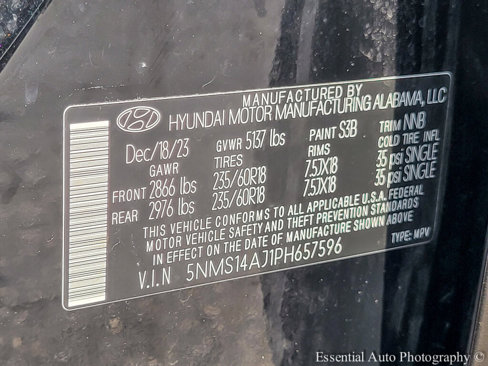 MANUFACTURED BY
HYUNDAI MOTOR MANUFACTURING ALABAMA, LLC
Dec/18/23 GVWR 5137 lbs PAINT S3B TRIM NNB
GAWR TIRES RIMS COLD TIRE INFL
FRONT 2866 lbs 235/60R18 7.5JX18 35 psi SINGLE
REAR 2976 lbs 235/60R18 7.5JX18 35 psi SINGLE
THIS VEHICLE CONFORMS TO ALL APPLICABLE U.S.A. FEDERAL
MOTOR VEHICLE SAFETY AND THEFT PREVENTION STANDARDS
IN EFFECT ON THE DATE OF MANUFACTURE SHOWN ABOVE
V.I.N 5NMS14AJ1PH657596 TYPE: MPV
Essential Auto Photography ©